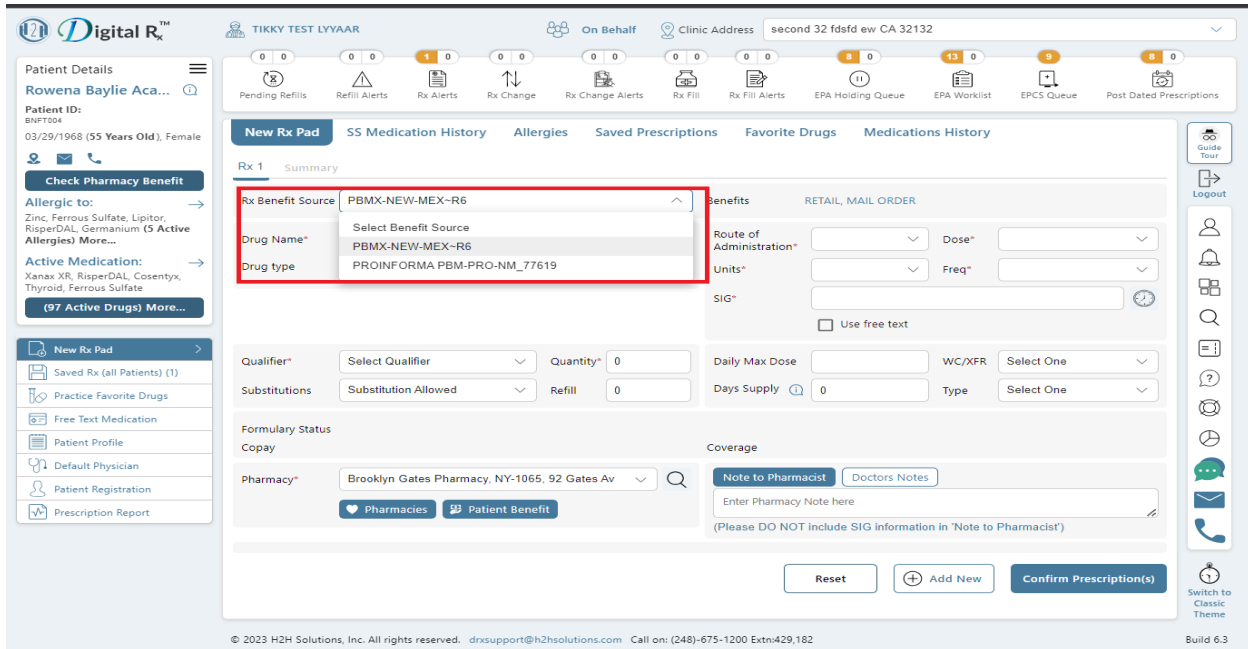 H2H Digital Rx™
TIKKY TEST LYVAAR
On Behalf
Clinic Address second 32 fdsfd ew CA 32132
Patient Details
Rowena Baylie Aca...
Patient ID:
BNFT004
03/29/1968 (55 Years Old), Female
Check Pharmacy Benefit
Allergic to:
Zinc, Ferrous Sulfate, Lipitor,
RisperDAL, Germanium (5 Active
Allergies) More...
Active Medication:
Xanax XR, RisperDAL, Cosentyx,
Thyroid, Ferrous Sulfate
(97 Active Drugs) More...
New Rx Pad >
Saved Rx (all Patients) (1)
Practice Favorite Drugs
Free Text Medication
Patient Profile
Default Physician
Patient Registration
Prescription Report
0 0 0 0 1 0 0 0 0 0 0 0 0 0 8 0 13 0 9 8 0
Pending Refills Refill Alerts Rx Alerts Rx Change Rx Change Alerts Rx Fill Rx Fill Alerts EPA Holding Queue EPA Worklist EPCS Queue Post Dated Prescriptions
New Rx Pad SS Medication History Allergies Saved Prescriptions Favorite Drugs Medications History
Rx 1 Summary
Rx Benefit Source PBMX-NEW-MEX~R6 Benefits RETAIL, MAIL ORDER
Select Benefit Source
PBMX-NEW-MEX~R6
PROINFORMA PBM-PRO-NM_77619
Drug Name*
Drug type
Route of
Administration* Dose*
Units* Freq*
SIG*
Use free text
Qualifier* Select Qualifier Quantity* 0 Daily Max Dose WC/XFR Select One
Substitutions Substitution Allowed Refill 0 Days Supply 0 Type Select One
Formulary Status
Copay Coverage
Pharmacy* Brooklyn Gates Pharmacy, NY-1065, 92 Gates Av
Pharmacies Patient Benefit
Note to Pharmacist Doctors Notes
Enter Pharmacy Note here
(Please DO NOT include SIG information in 'Note to Pharmacist')
Reset Add New Confirm Prescription(s)
Guide
Tour
Logout
Switch to
Classic
Theme
© 2023 H2H Solutions, Inc. All rights reserved. drxsupport@h2hsolutions.com Call on: (248)-675-1200 Extn:429,182 Build 6.3